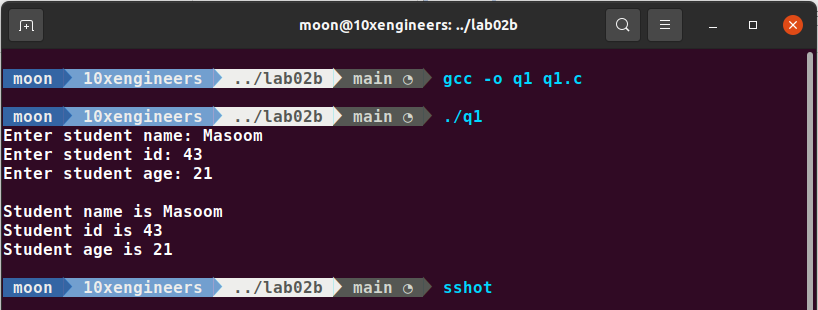 moon@10xengineers: ../lab02b
moon 10xengineers ../lab02b main ◔ gcc -o q1 q1.c
moon 10xengineers ../lab02b main ◔ ./q1
Enter student name: Masoom
Enter student id: 43
Enter student age: 21
Student name is Masoom
Student id is 43
Student age is 21
moon 10xengineers ../lab02b main ◔ sshot